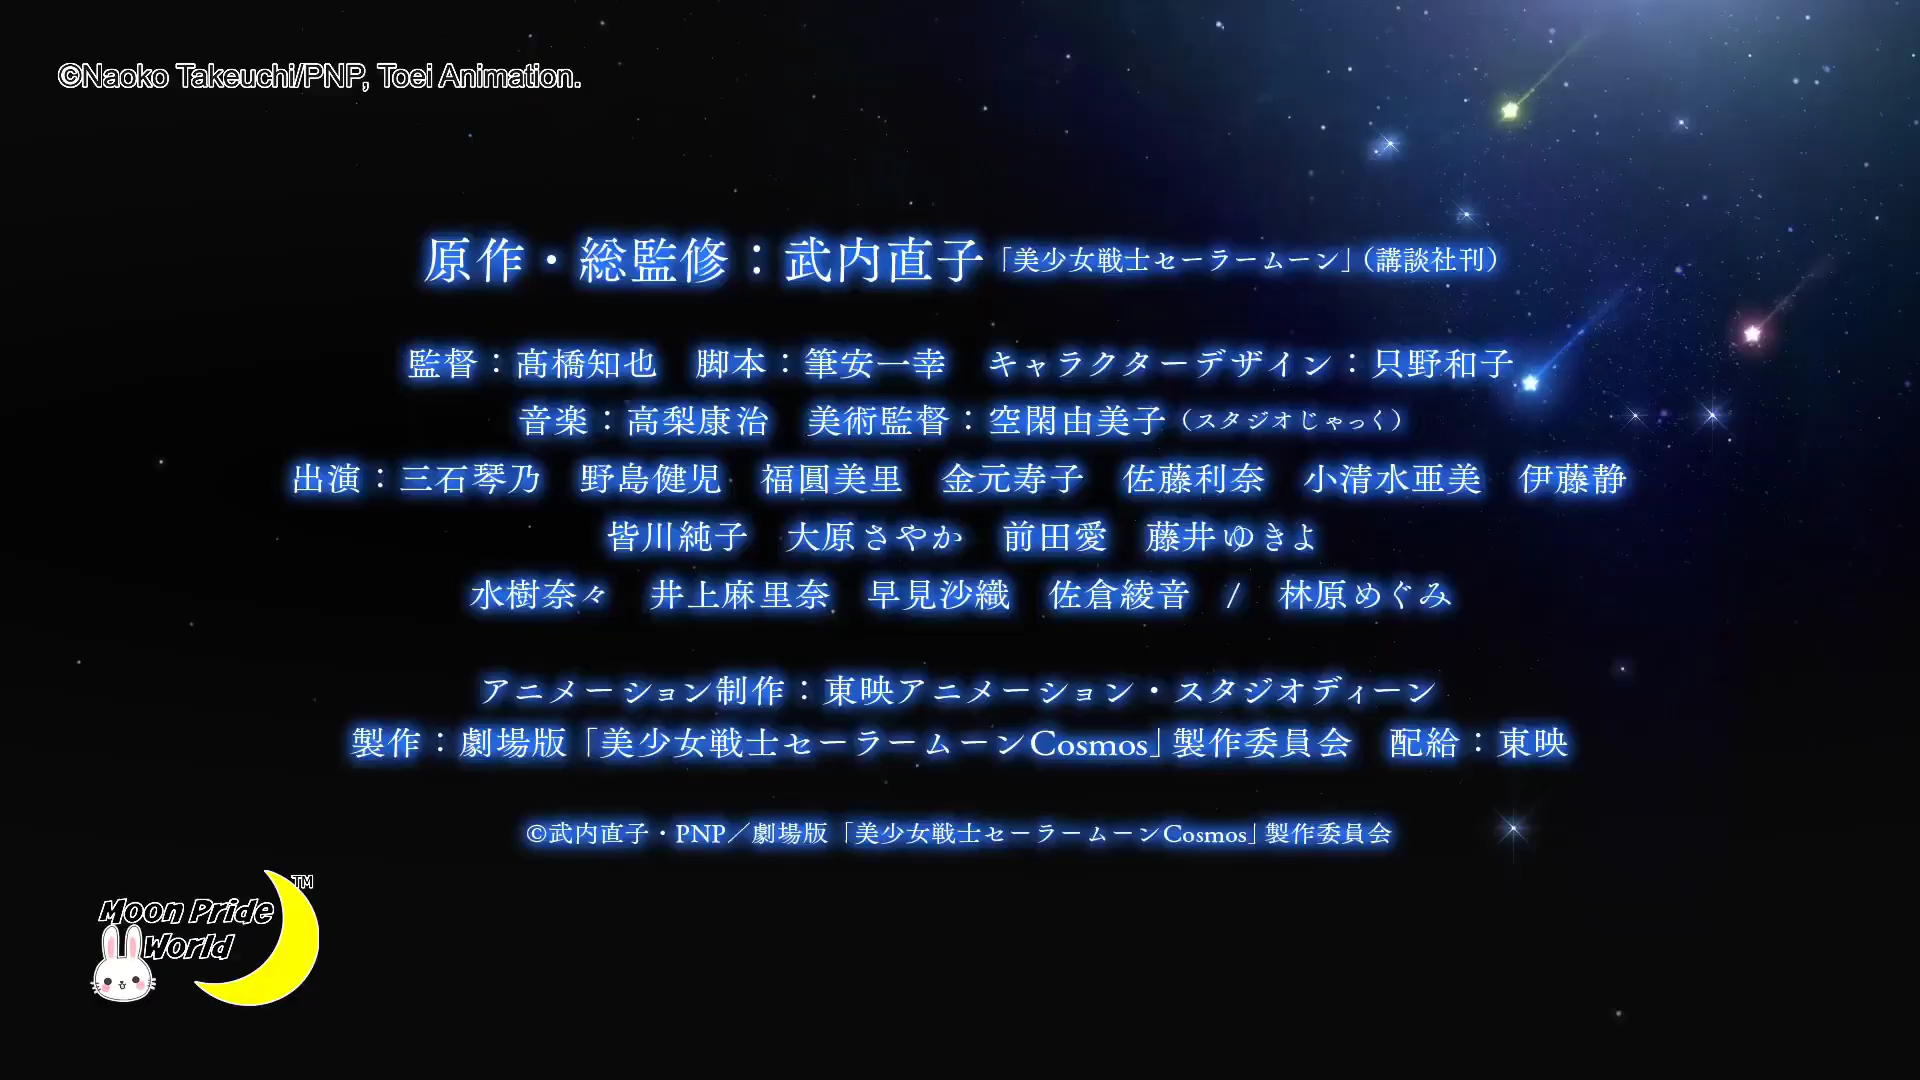 ©Naoko Takeuchi/PNP, Toei Animation.
原作・総監修：武内直子「美少女戦士セーラームーン」（講談社刊）
監督：髙橋知也　脚本：筆安一幸　キャラクターデザイン：只野和子
音楽：高梨康治　美術監督：空閑由美子（スタジオじゃっく）
出演：三石琴乃　野島健児　福圓美里　金元寿子　佐藤利奈　小清水亜美　伊藤静
皆川純子　大原さやか　前田愛　藤井ゆきよ
水樹奈々　井上麻里奈　早見沙織　佐倉綾音　/　林原めぐみ
アニメーション制作：東映アニメーション・スタジオディーン
製作：劇場版「美少女戦士セーラームーンCosmos」製作委員会　配給：東映
©武内直子・PNP／劇場版「美少女戦士セーラームーンCosmos」製作委員会
Moon Pride
World
TM